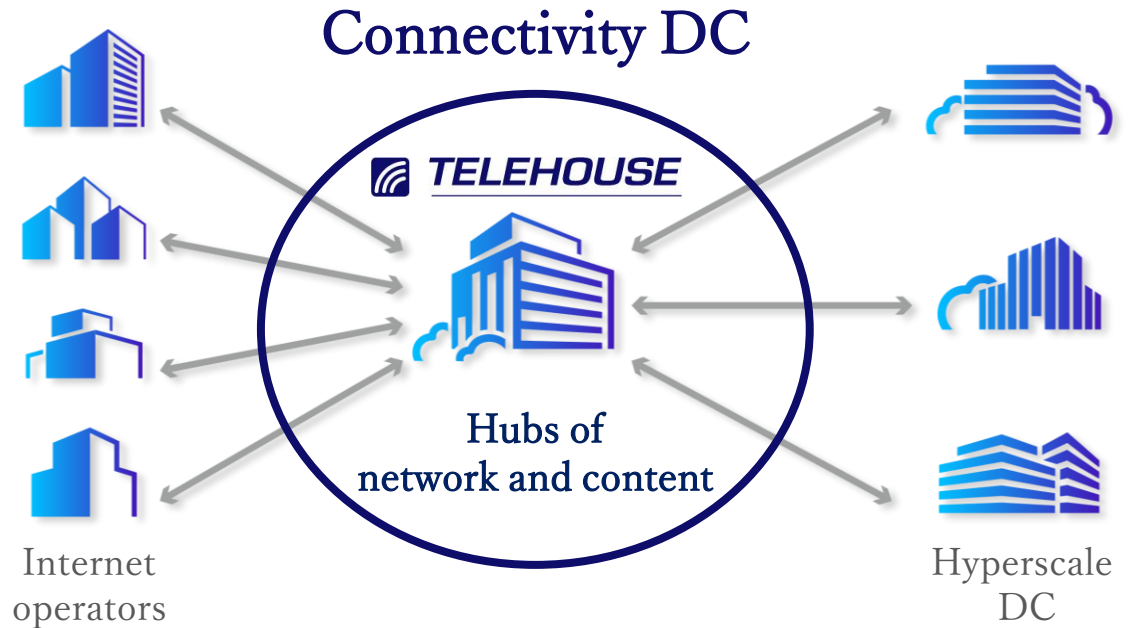 Connectivity DC
TELEHOUSE
Hubs of
network and content
Internet
operators
Hyperscale
DC